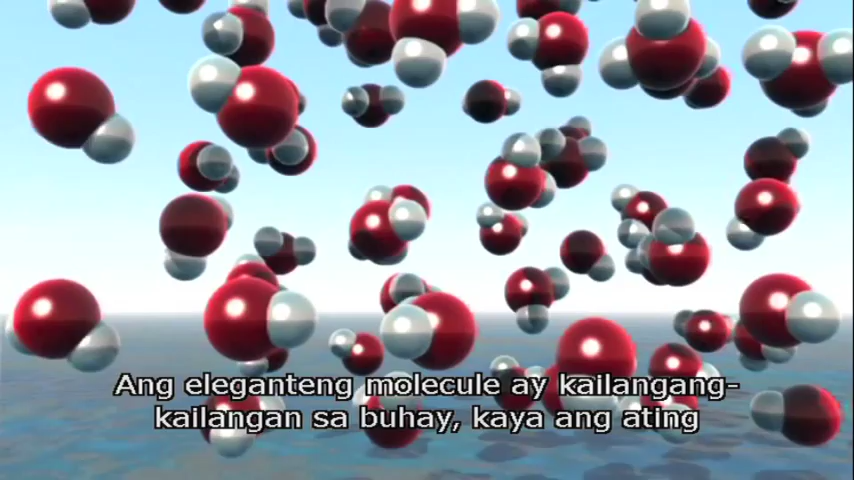 Ang eleganteng molecule ay kailangang-
kailangan sa buhay, kaya ang ating